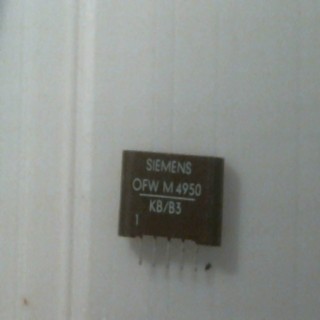 SIEMENS
OFW M 4950
KB/B3
1